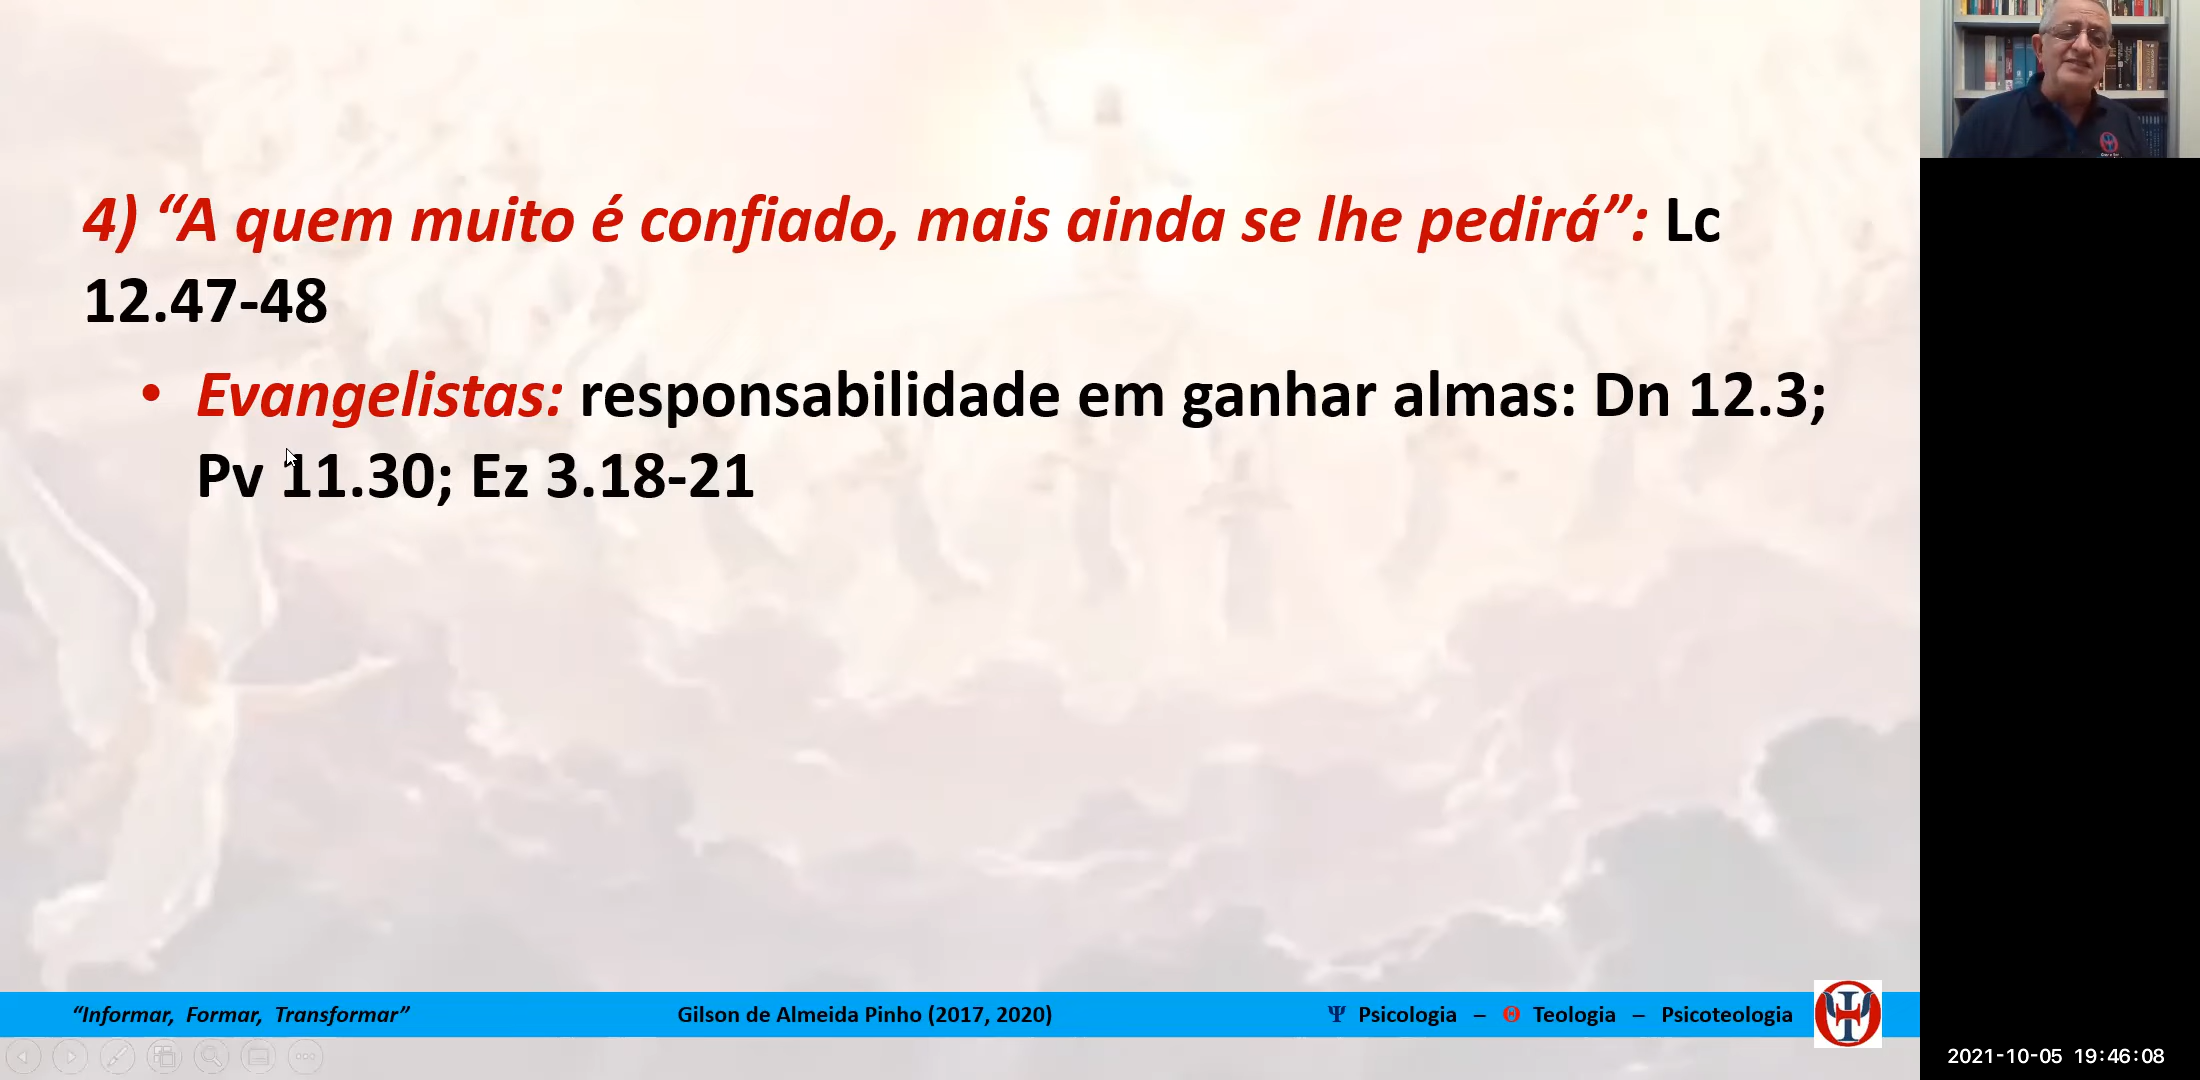 4) “A quem muito é confiado, mais ainda se lhe pedirá”: Lc
12.47-48
• Evangelistas: responsabilidade em ganhar almas: Dn 12.3;
Pv 11.30; Ez 3.18-21
“Informar, Formar, Transformar” Gilson de Almeida Pinho (2017, 2020) Ψ Psicologia – Θ Teologia – Psicoteologia
2021-10-05 19:46:08